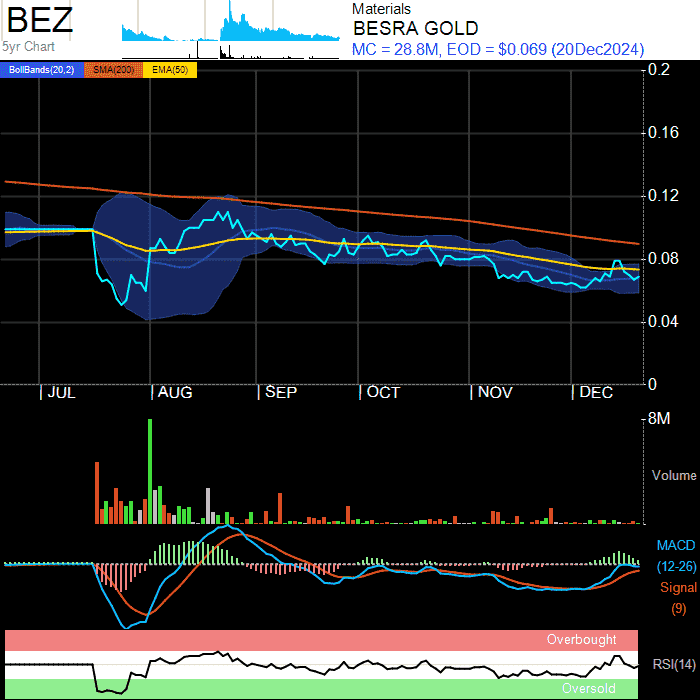 BEZ
5yr Chart
Materials
BESRA GOLD
MC = 28.8M, EOD = $0.069 (20Dec2024)
BollBands(20,2) SMA(200) EMA(50)
0.2
0.16
0.12
0.08
0.04
0
JUL AUG SEP OCT NOV DEC
8M
Volume
MACD
(12-26)
Signal
(9)
Overbought
RSI(14)
Oversold